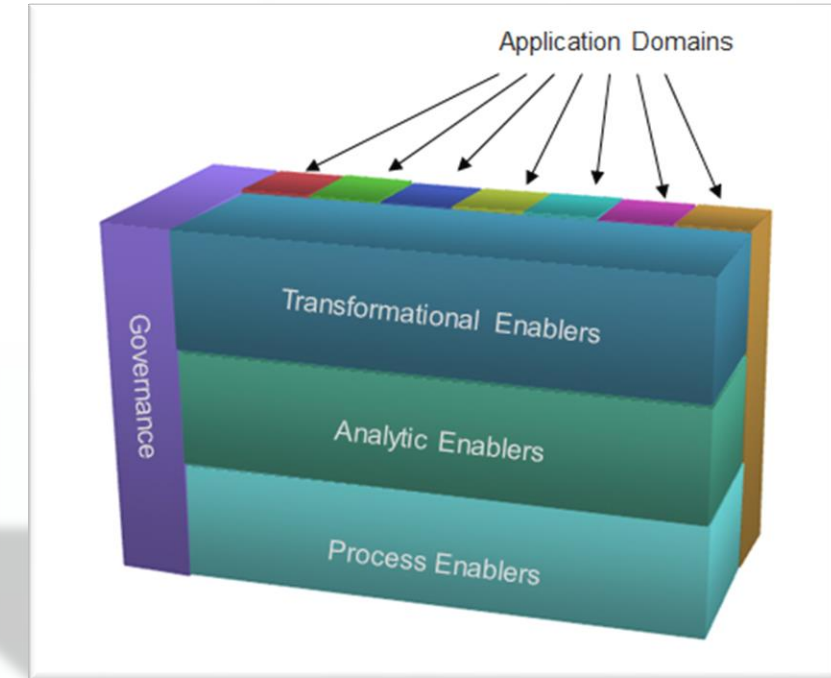 Application Domains
Governance
Transformational Enablers
Analytic Enablers
Process Enablers